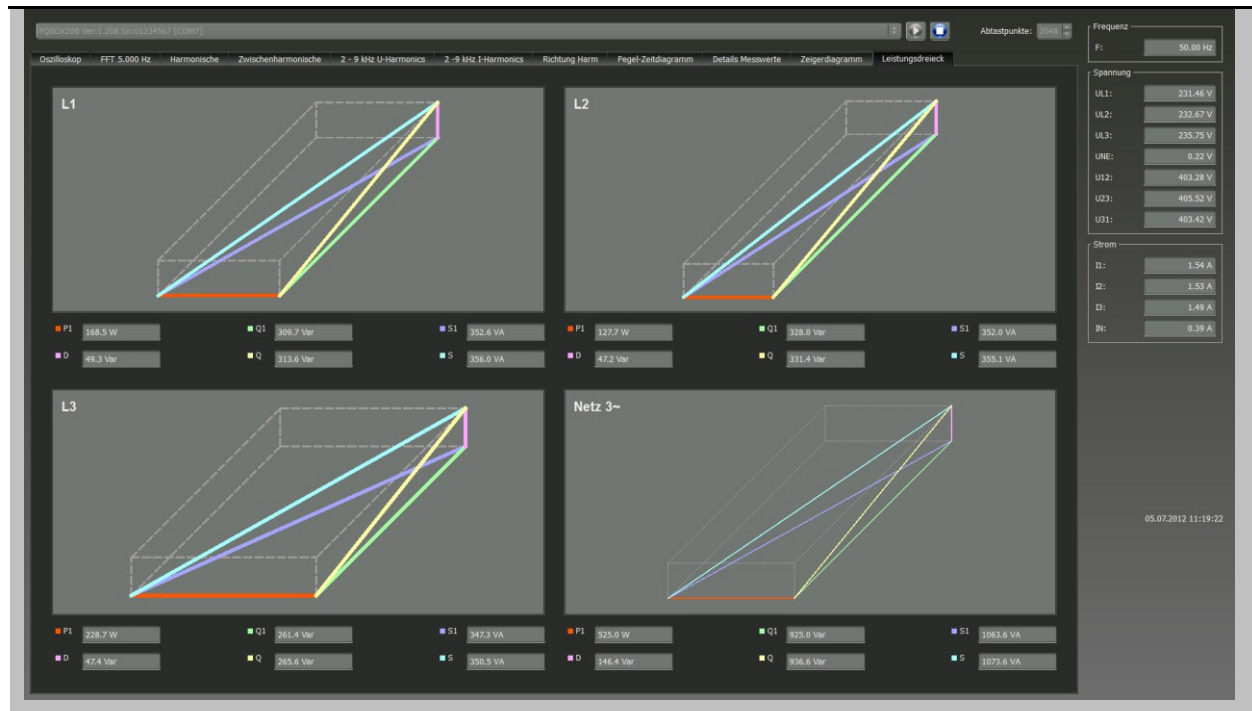 PQBOX200 Ver:1.208 Sn:01234567 [COM7]
Abtastpunkte: 2048
Oszilloskop FFT 5.000 Hz Harmonische Zwischenharmonische 2 - 9 kHz U-Harmonics 2 -9 kHz I-Harmonics Richtung Harm Pegel-Zeitdiagramm Details Messwerte Zeigerdiagramm Leistungsdreieck
L1
P1 168.5 W Q1 309.7 Var S1 352.6 VA
D 49.3 Var Q 313.6 Var S 356.0 VA
L2
P1 127.7 W Q1 328.0 Var S1 352.0 VA
D 47.2 Var Q 331.4 Var S 355.1 VA
L3
P1 228.7 W Q1 261.4 Var S1 347.3 VA
D 47.4 Var Q 265.6 Var S 350.5 VA
Netz 3~
P1 525.0 W Q1 925.0 Var S1 1063.6 VA
D 146.4 Var Q 936.6 Var S 1073.6 VA
Frequenz
F: 50.00 Hz
Spannung
UL1: 231.46 V
UL2: 232.67 V
UL3: 235.75 V
UNE: 0.22 V
U12: 403.28 V
U23: 405.52 V
U31: 403.42 V
Strom
I1: 1.54 A
I2: 1.53 A
I3: 1.49 A
IN: 0.39 A
05.07.2012 11:19:22